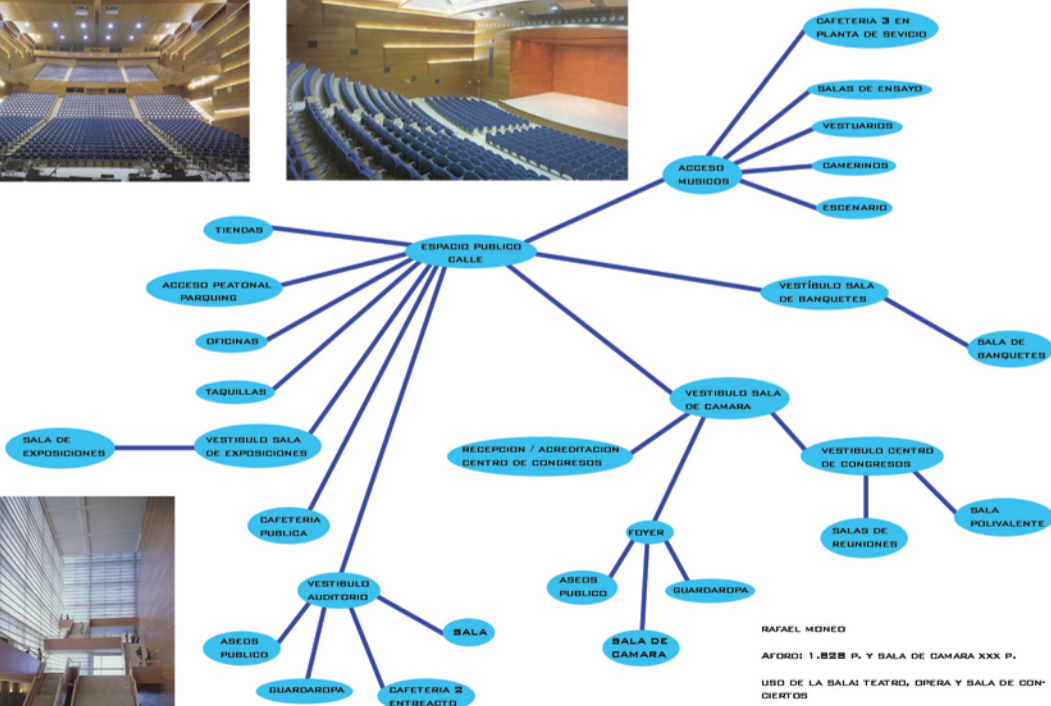 CAFETERIA 3 EN
PLANTA DE SEVICIO
SALAS DE ENSAYO
VESTUARIOS
ACCESO
MUSICOS
CAMERINOS
ESCENARIO
TIENDAS
ESPACIO PUBLICO
CALLE
ACCESO PEATONAL
PARQUING
VESTÍBULO SALA
DE BANQUETES
OFICINAS
SALA DE
BANQUETES
TAQUILLAS
VESTIBULO SALA
DE CAMARA
SALA DE
EXPOSICIONES
VESTIBULO SALA
DE EXPOSICIONES
RECEPCION / ACREDITACION
CENTRO DE CONGRESOS
VESTIBULO CENTRO
DE CONGRESOS
CAFETERIA
PUBLICA
FOYER
SALAS DE
REUNIONES
SALA
POLIVALENTE
VESTIBULO
AUDITORIO
ASEOS
PUBLICO
GUARDAROPA
SALA DE
CAMARA
ASEOS
PUBLICO
SALA
GUARDAROPA
CAFETERIA 2
ENTREACTO
RAFAEL MONEO
AFORO: 1.828 P. Y SALA DE CAMARA XXX P.
USO DE LA SALA: TEATRO, OPERA Y SALA DE CON-
CIERTOS